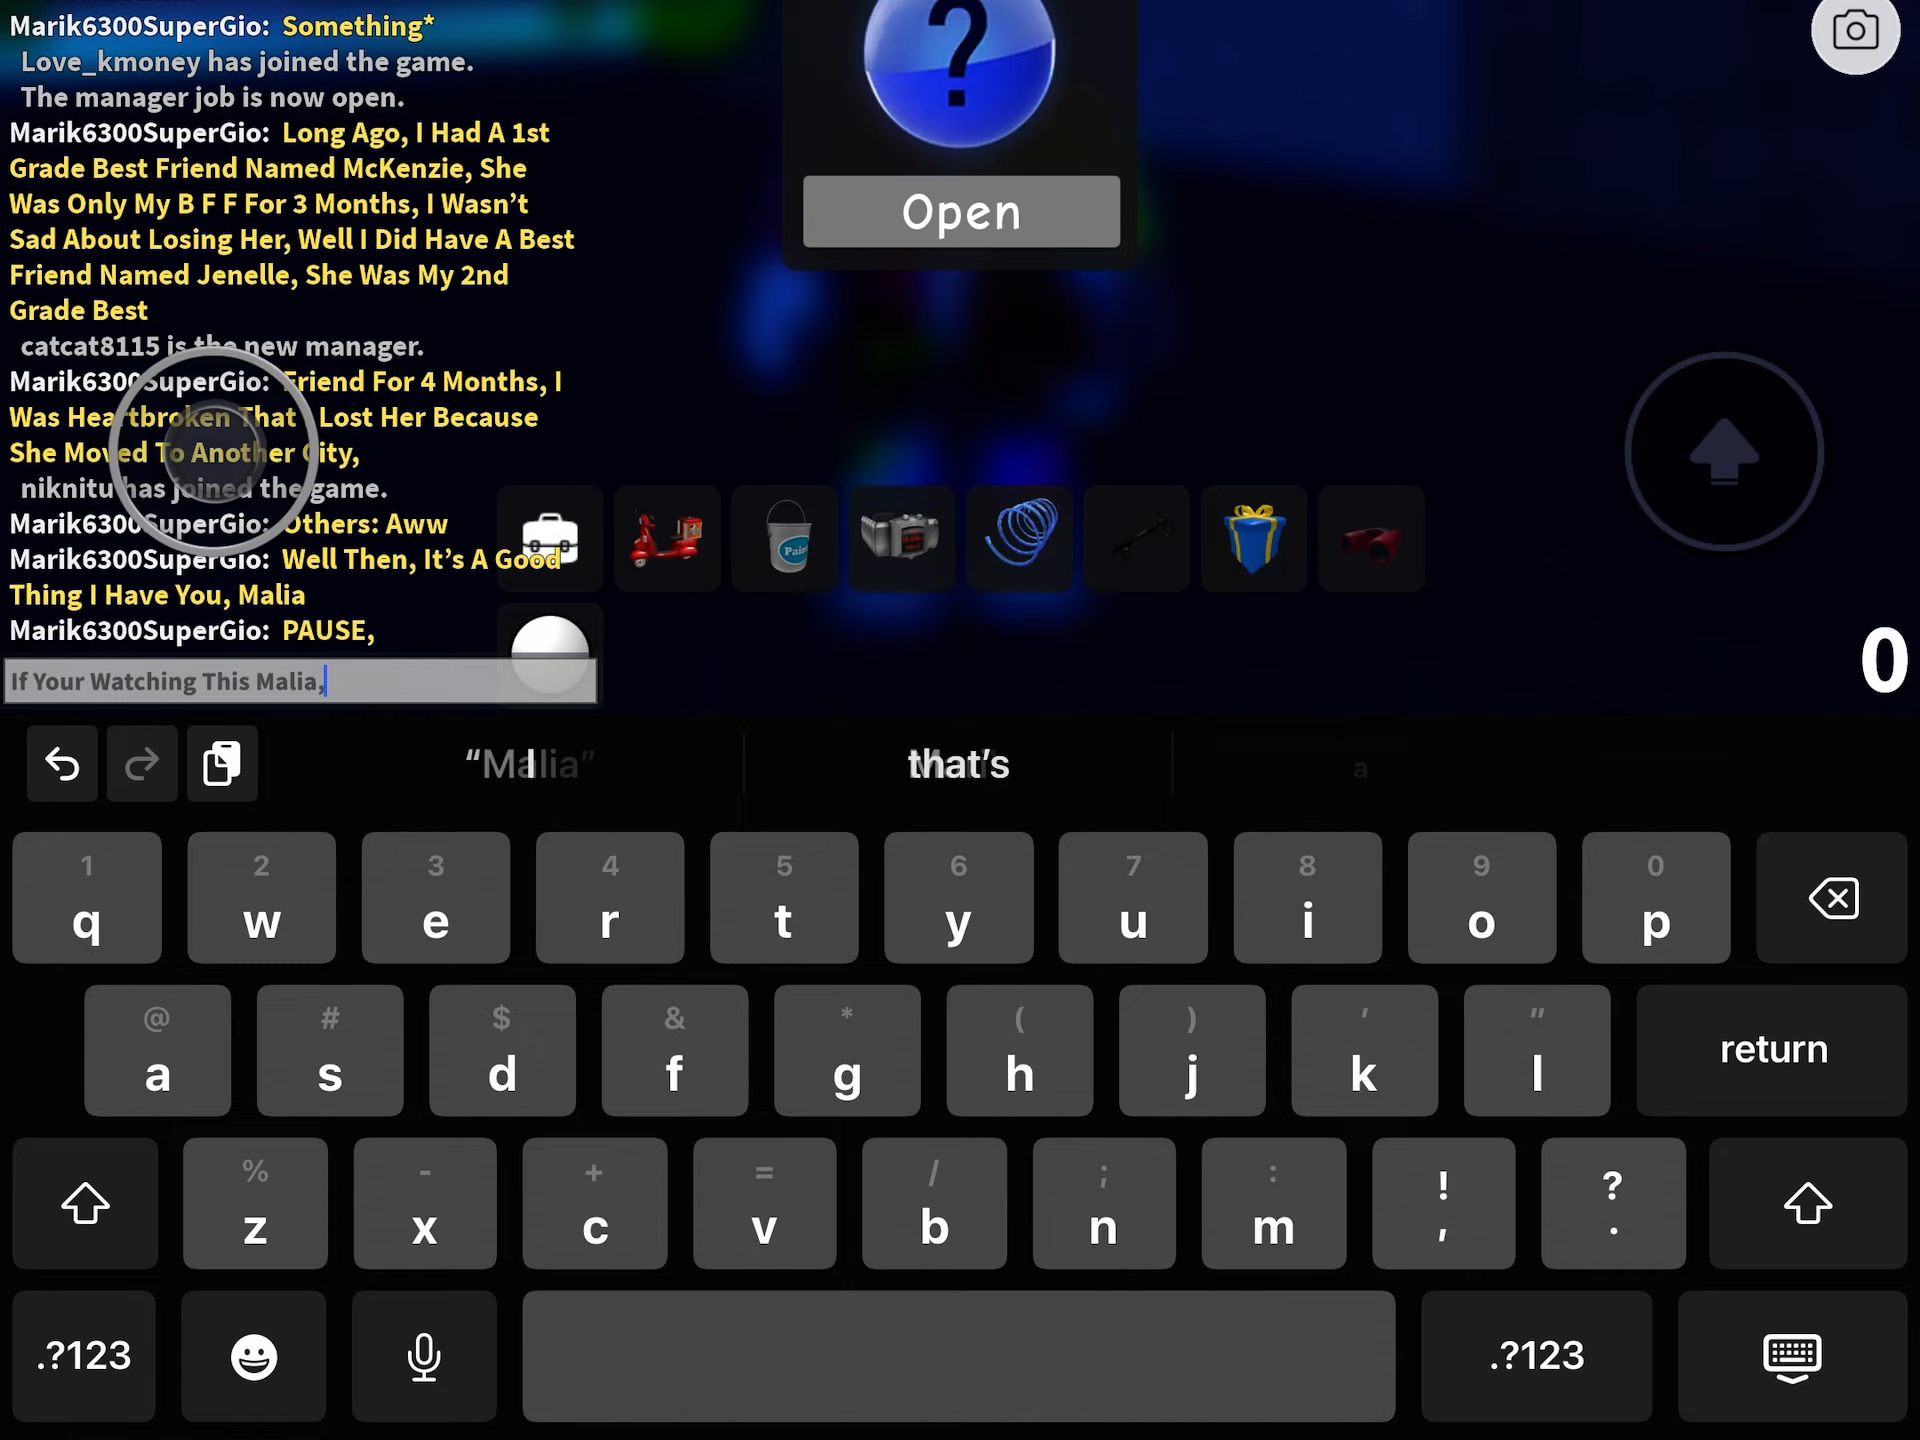 Marik6300SuperGio: Something*
Love_kmoney has joined the game.
The manager job is now open.
Marik6300SuperGio: Long Ago, I Had A 1st
Grade Best Friend Named McKenzie, She
Was Only My B F F For 3 Months, I Wasn't
Sad About Losing Her, Well I Did Have A Best
Friend Named Jenelle, She Was My 2nd
Grade Best
catcat8115 is the new manager.
Marik6300SuperGio: Friend For 4 Months, I
Was Heartbroken That I Lost Her Because
She Moved To Another City,
niknitu has joined the game.
Marik6300SuperGio: Others: Aww
Marik6300SuperGio: Well Then, It's A Good
Thing I Have You, Malia
Marik6300SuperGio: PAUSE,
If Your Watching This Malia,
?
Open
Paint
0
“Malia” that's a
1 2 3 4 5 6 7 8 9 0
q w e r t y u i o p
@ # $ & * ( ) ' "
a s d f g h j k l return
% - + = / ; : ! ?
z x c v b n m , .
.?123 .?123